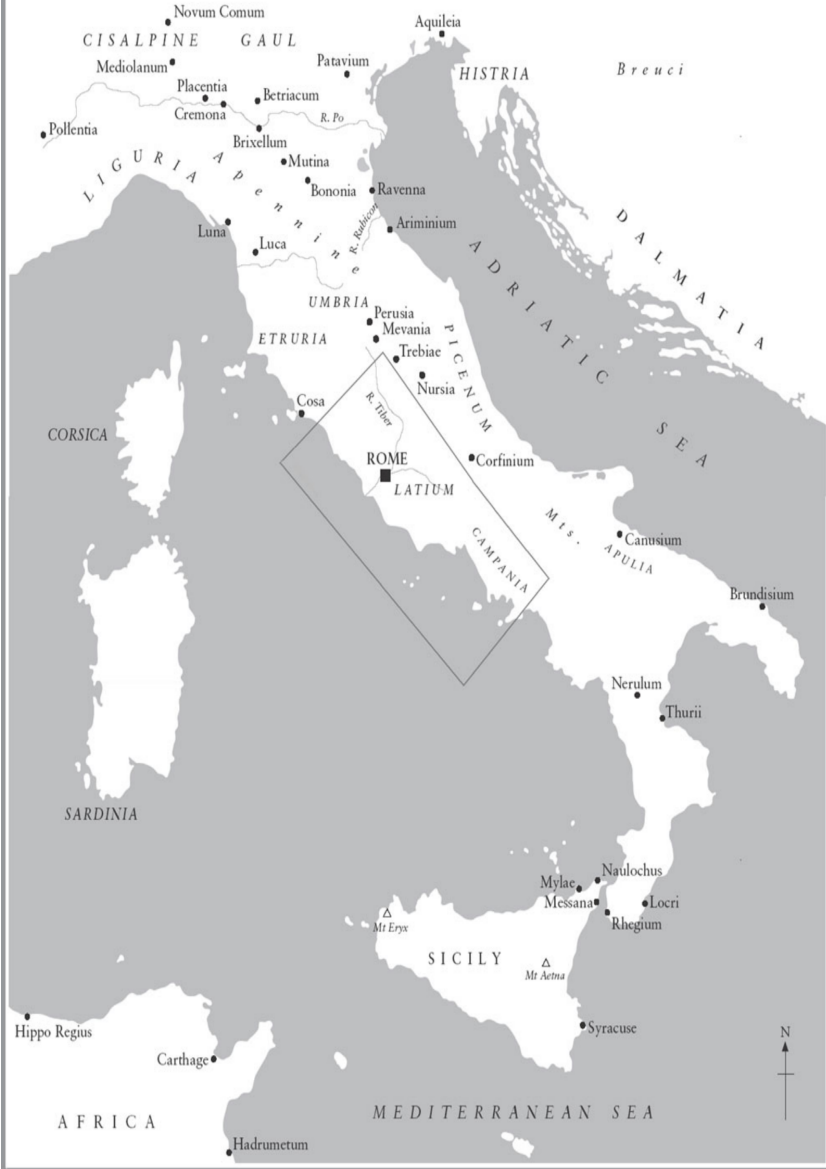 Novum Comum
CISALPINE GAUL
Aquileia
Mediolanum
Patavium
HISTRIA
Breuci
Placentia
Betriacum
Cremona
R. Po
Pollentia
Brixellum
LIGURIA
Apennine
Mutina
Bononia
Ravenna
R. Rubicon
Luna
Ariminium
Luca
ADRIATIC SEA
DALMATIA
UMBRIA
Perusia
Mevania
ETRURIA
PICENUM
Trebiae
Nursia
R. Tiber
Cosa
CORSICA
ROME
Corfinium
LATIUM
Mts.
CAMPANIA
Canusium
APULIA
Brundisium
Nerulum
Thurii
SARDINIA
Naulochus
Mylae
Messana
Locri
Rhegium
Mt Eryx
SICILY
Mt Aetna
Hippo Regius
Syracuse
N
Carthage
MEDITERRANEAN SEA
AFRICA
Hadrumetum